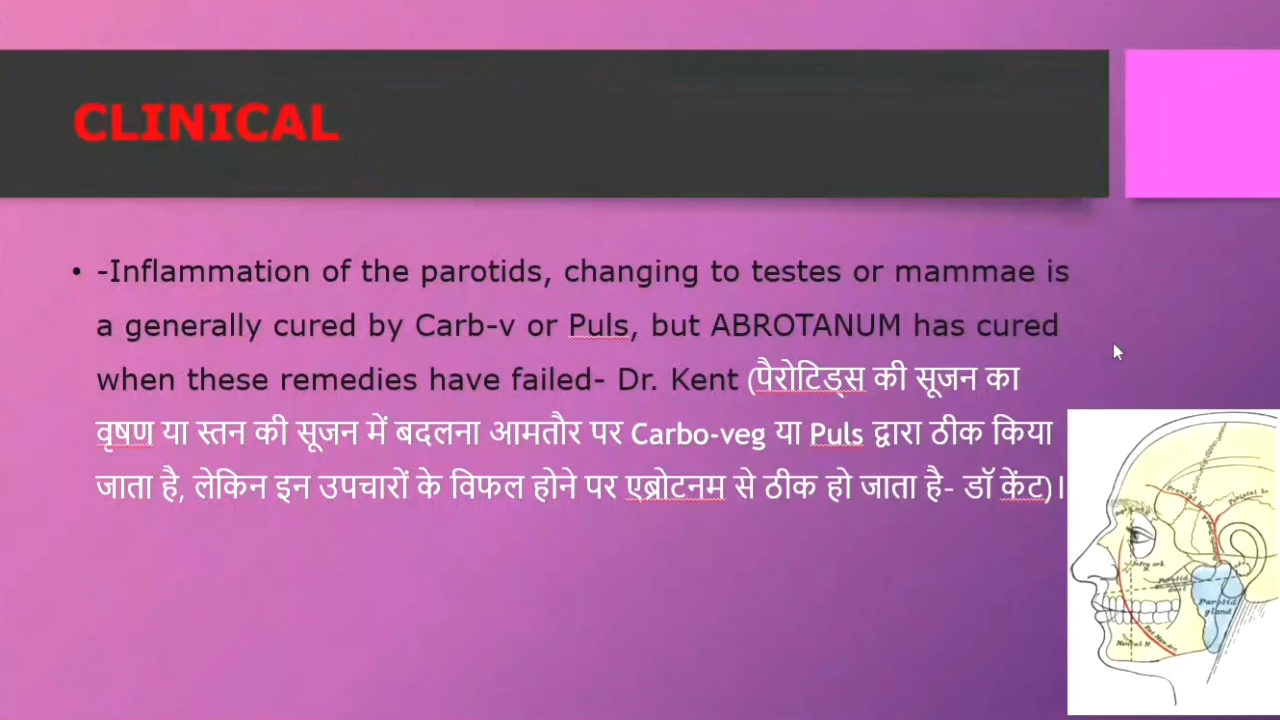 CLINICAL
• -Inflammation of the parotids, changing to testes or mammae is
a generally cured by Carb-v or Puls, but ABROTANUM has cured
when these remedies have failed- Dr. Kent (पैरोटिड्स की सूजन का
वृषण या स्तन की सूजन में बदलना आमतौर पर Carbo-veg या Puls द्वारा ठीक किया
जाता है, लेकिन इन उपचारों के विफल होने पर एब्रोटनम से ठीक हो जाता है- डॉ केंट)।
Parotid
duct
Parotid
gland